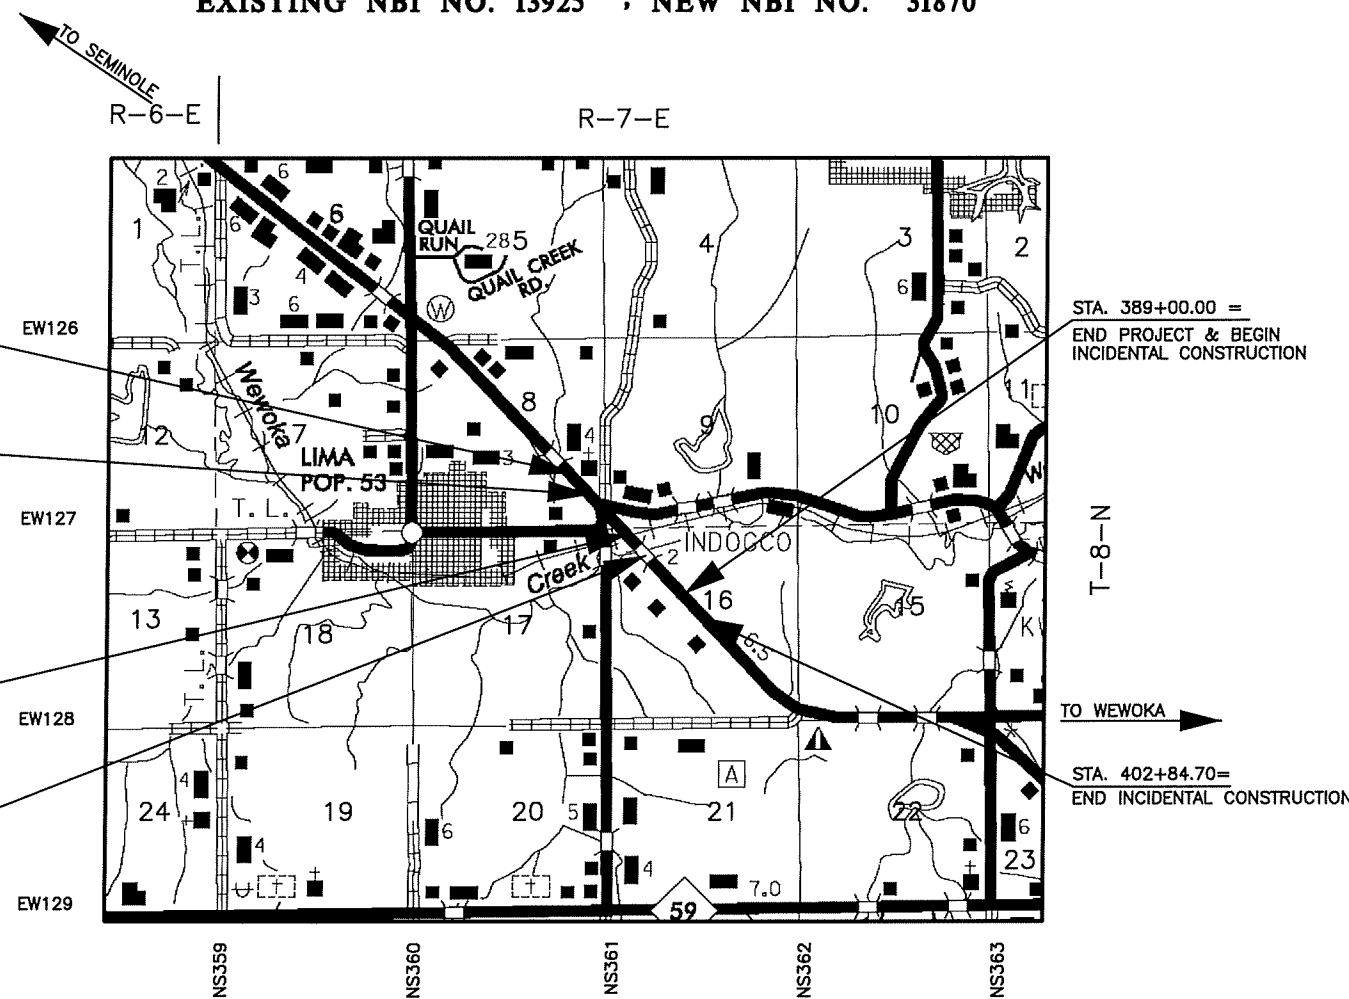 EXISTING NBI NO. 13925 , NEW NBI NO. 31870
TO SEMINOLE
R-6-E
R-7-E
2
6
6
6
1
T. L.
QUAIL
RUN
285
QUAIL CREEK
RD.
4
3
2
4
3
6
W
6
EW126
STA. 389+00.00 =
END PROJECT & BEGIN
INCIDENTAL CONSTRUCTION
Wewoka
12
7
8
4
9
10
11
LIMA
POP. 53
3
T. L.
EW127
INDOCCO
2
Creek
T-8-N
13
18
17
16
15
T. L.
6.5
EW128
TO WEWOKA
A
STA. 402+84.70=
END INCIDENTAL CONSTRUCTION
4
24
19
20
5
21
22
6
6
23
4
4
7.0
EW129
59
NS359
NS360
NS361
NS362
NS363